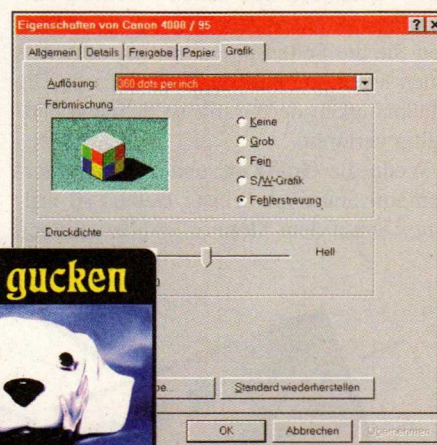 Eigenschaften von Canon 4000 / 95
Allgemein Details Freigabe Papier Grafik
Auflösung: 360 dots per inch
Farbmischung
Keine
Grob
Fein
S/W-Grafik
Fehlerstreuung
Druckdichte
Hell
gucken
Standard wiederherstellen
OK Abbrechen Übernehmen